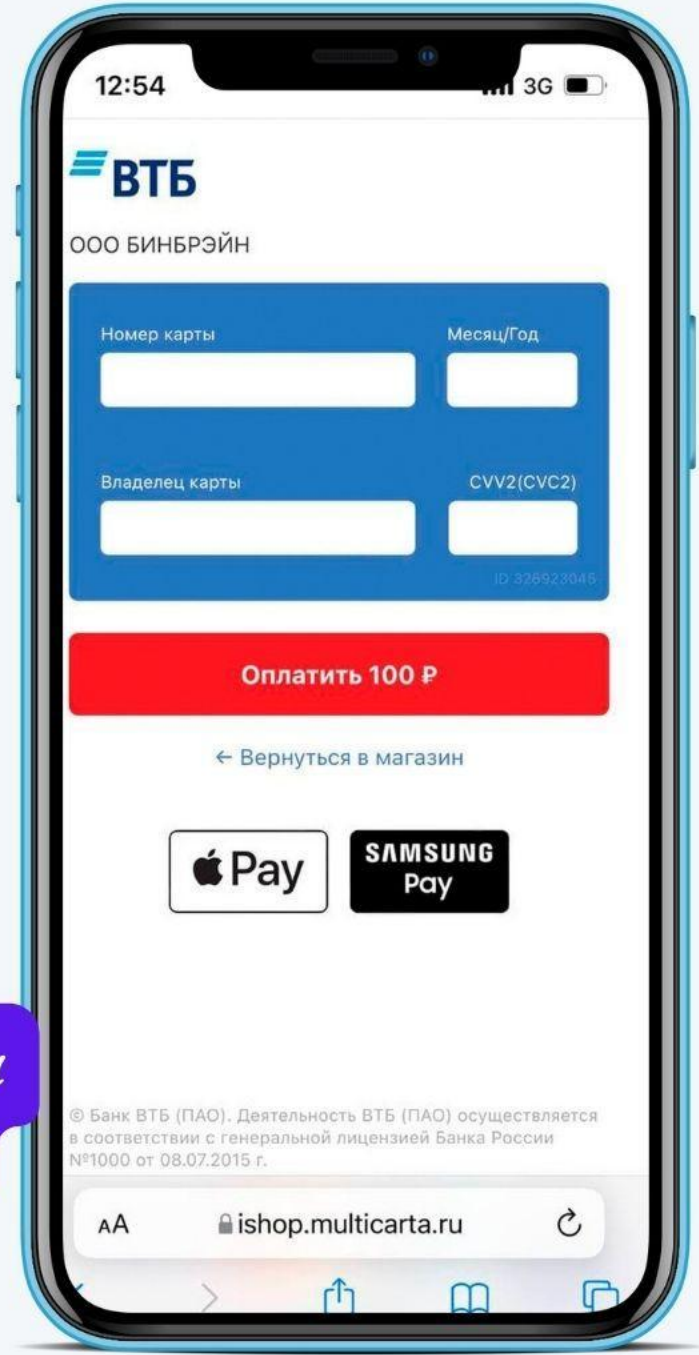 12:54
3G
ВТБ
ООО БИНБРЭЙН
Номер карты
Месяц/Год
Владелец карты
CVV2(CVC2)
ID 326923045
Оплатить 100 ₽
← Вернуться в магазин
Pay
SAMSUNG
Pay
© Банк ВТБ (ПАО). Деятельность ВТБ (ПАО) осуществляется
в соответствии с генеральной лицензией Банка России
№1000 от 08.07.2015 г.
AA
ishop.multicarta.ru